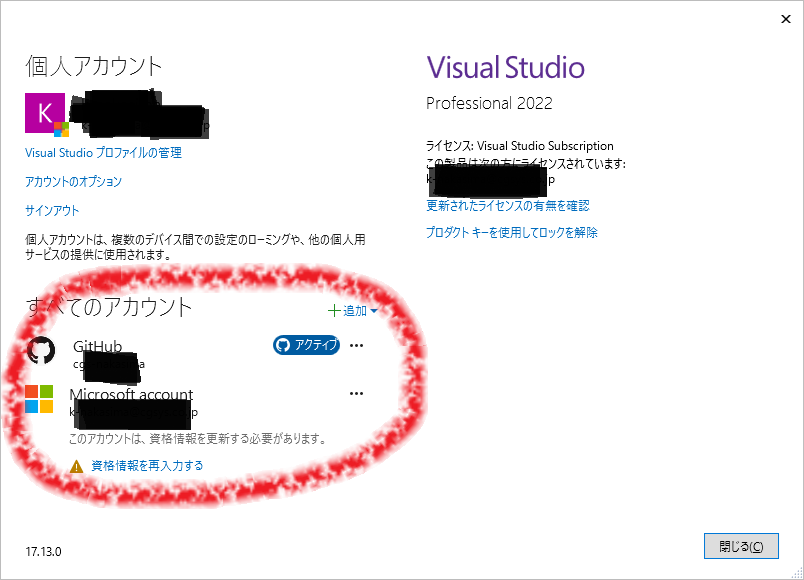 個人アカウント
K
Visual Studio プロファイルの管理
アカウントのオプション
サインアウト
個人アカウントは、複数のデバイス間での設定のローミングや、他の個人用
サービスの提供に使用されます。
すべてのアカウント
追加
GitHub
アクティブ
Microsoft account
このアカウントは、資格情報を更新する必要があります。
資格情報を再入力する
17.13.0
Visual Studio
Professional 2022
ライセンス: Visual Studio Subscription
この製品は次の方にライセンスされています:
更新されたライセンスの有無を確認
プロダクト キーを使用してロックを解除
閉じる(C)